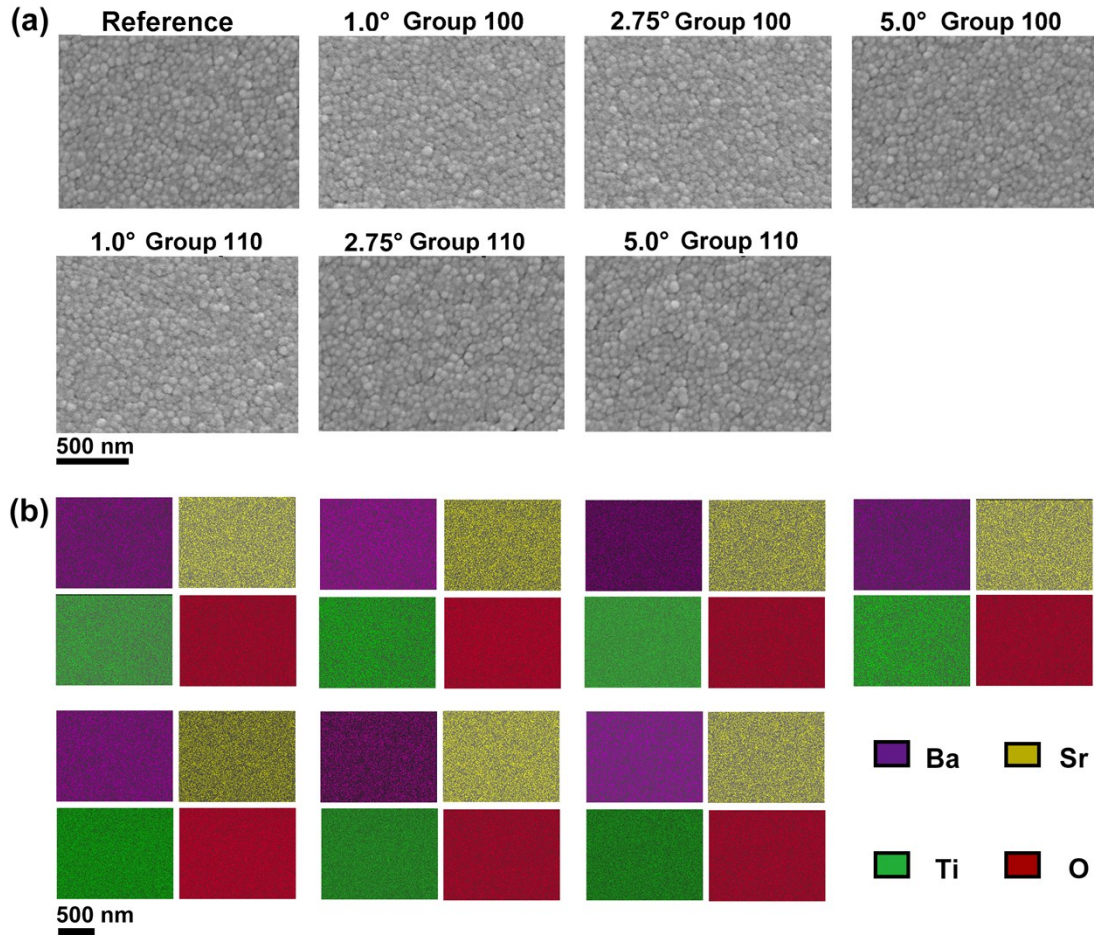 (a)
Reference
1.0° Group 100
2.75° Group 100
5.0° Group 100
1.0° Group 110
2.75° Group 110
5.0° Group 110
500 nm
(b)
Ba
Sr
Ti
O
500 nm